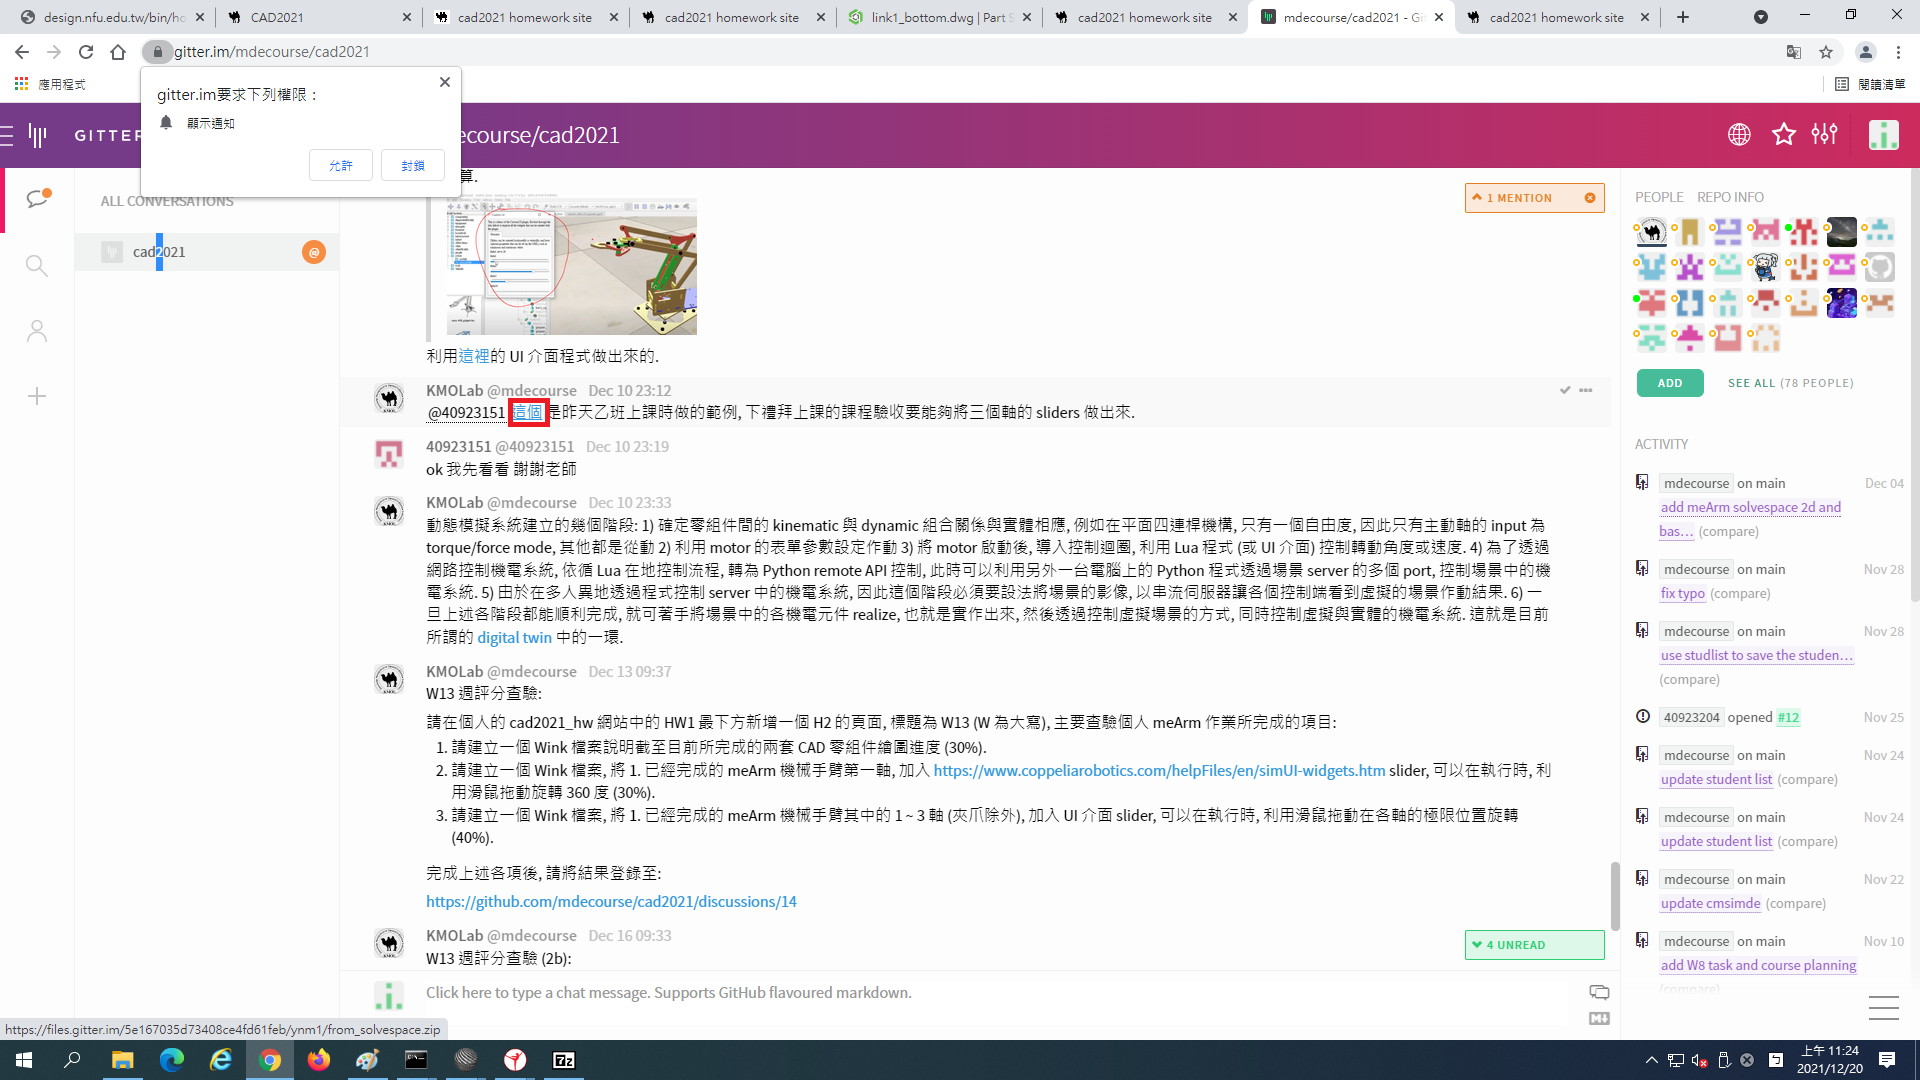 design.nfu.edu.tw/bin/ho
CAD2021
cad2021 homework site
cad2021 homework site
link1_bottom.dwg | Part S
cad2021 homework site
mdecourse/cad2021 - Gi
cad2021 homework site
gitter.im/mdecourse/cad2021
應用程式
閱讀清單
gitter.im要求下列權限：
顯示通知
允許
封鎖
GITTER
ecourse/cad2021
ALL CONVERSATIONS
cad2021
@
算.
1 MENTION
利用這裡的 UI 介面程式做出來的.
KMOLab @mdecourse Dec 10 23:12
@40923151 這個 是昨天乙班上課時做的範例, 下禮拜上課的課程驗收要能夠將三個軸的 sliders 做出來.
40923151 @40923151 Dec 10 23:19
ok 我先看看 謝謝老師
KMOLab @mdecourse Dec 10 23:33
動態模擬系統建立的幾個階段: 1) 確定零組件間的 kinematic 與 dynamic 組合關係與實體相應, 例如在平面四連桿機構, 只有一個自由度, 因此只有主動軸的 input 為
torque/force mode, 其他都是從動 2) 利用 motor 的表單參數設定作動 3) 將 motor 啟動後, 導入控制迴圈, 利用 Lua 程式 (或 UI 介面) 控制轉動角度或速度. 4) 為了透過
網路控制機電系統, 依循 Lua 在地控制流程, 轉為 Python remote API 控制, 此時可以利用另外一台電腦上的 Python 程式透過場景 server 的多個 port, 控制場景中的機
電系統. 5) 由於在多人異地透過程式控制 server 中的機電系統, 因此這個階段必須要設法將場景的影像, 以串流伺服器讓各個控制端看到虛擬的場景作動結果. 6) 一
旦上述各階段都能順利完成, 就可著手將場景中的各機電元件 realize, 也就是實作出來, 然後透過控制虛擬場景的方式, 同時控制虛擬與實體的機電系統. 這就是目前
所謂的 digital twin 中的一環.
KMOLab @mdecourse Dec 13 09:37
W13 週評分查驗:
請在個人的 cad2021_hw 網站中的 HW1 最下方新增一個 H2 的頁面, 標題為 W13 (W 為大寫), 主要查驗個人 meArm 作業所完成的項目:
1. 請建立一個 Wink 檔案說明截至目前所完成的兩套 CAD 零組件繪圖進度 (30%).
2. 請建立一個 Wink 檔案, 將 1. 已經完成的 meArm 機械手臂第一軸, 加入 https://www.coppeliarobotics.com/helpFiles/en/simUI-widgets.htm slider, 可以在執行時, 利
用滑鼠拖動旋轉 360 度 (30%).
3. 請建立一個 Wink 檔案, 將 1. 已經完成的 meArm 機械手臂其中的 1 ~ 3 軸 (夾爪除外), 加入 UI 介面 slider, 可以在執行時, 利用滑鼠拖動在各軸的極限位置旋轉
(40%).
完成上述各項後, 請將結果登錄至:
https://github.com/mdecourse/cad2021/discussions/14
KMOLab @mdecourse Dec 16 09:33
W13 週評分查驗 (2b):
4 UNREAD
Click here to type a chat message. Supports GitHub flavoured markdown.
PEOPLE REPO INFO
ADD
SEE ALL (78 PEOPLE)
ACTIVITY
mdecourse on main Dec 04
add meArm solvespace 2d and
bas… (compare)
mdecourse on main Nov 28
fix typo (compare)
mdecourse on main Nov 28
use studlist to save the studen…
(compare)
40923204 opened #12 Nov 25
mdecourse on main Nov 24
update student list (compare)
mdecourse on main Nov 24
update student list (compare)
mdecourse on main Nov 22
update cmsimde (compare)
mdecourse on main Nov 10
add W8 task and course planning
(compare)
https://files.gitter.im/5e167035d73408ce4fd61feb/ynm1/from_solvespace.zip
上午 11:24
2021/12/20